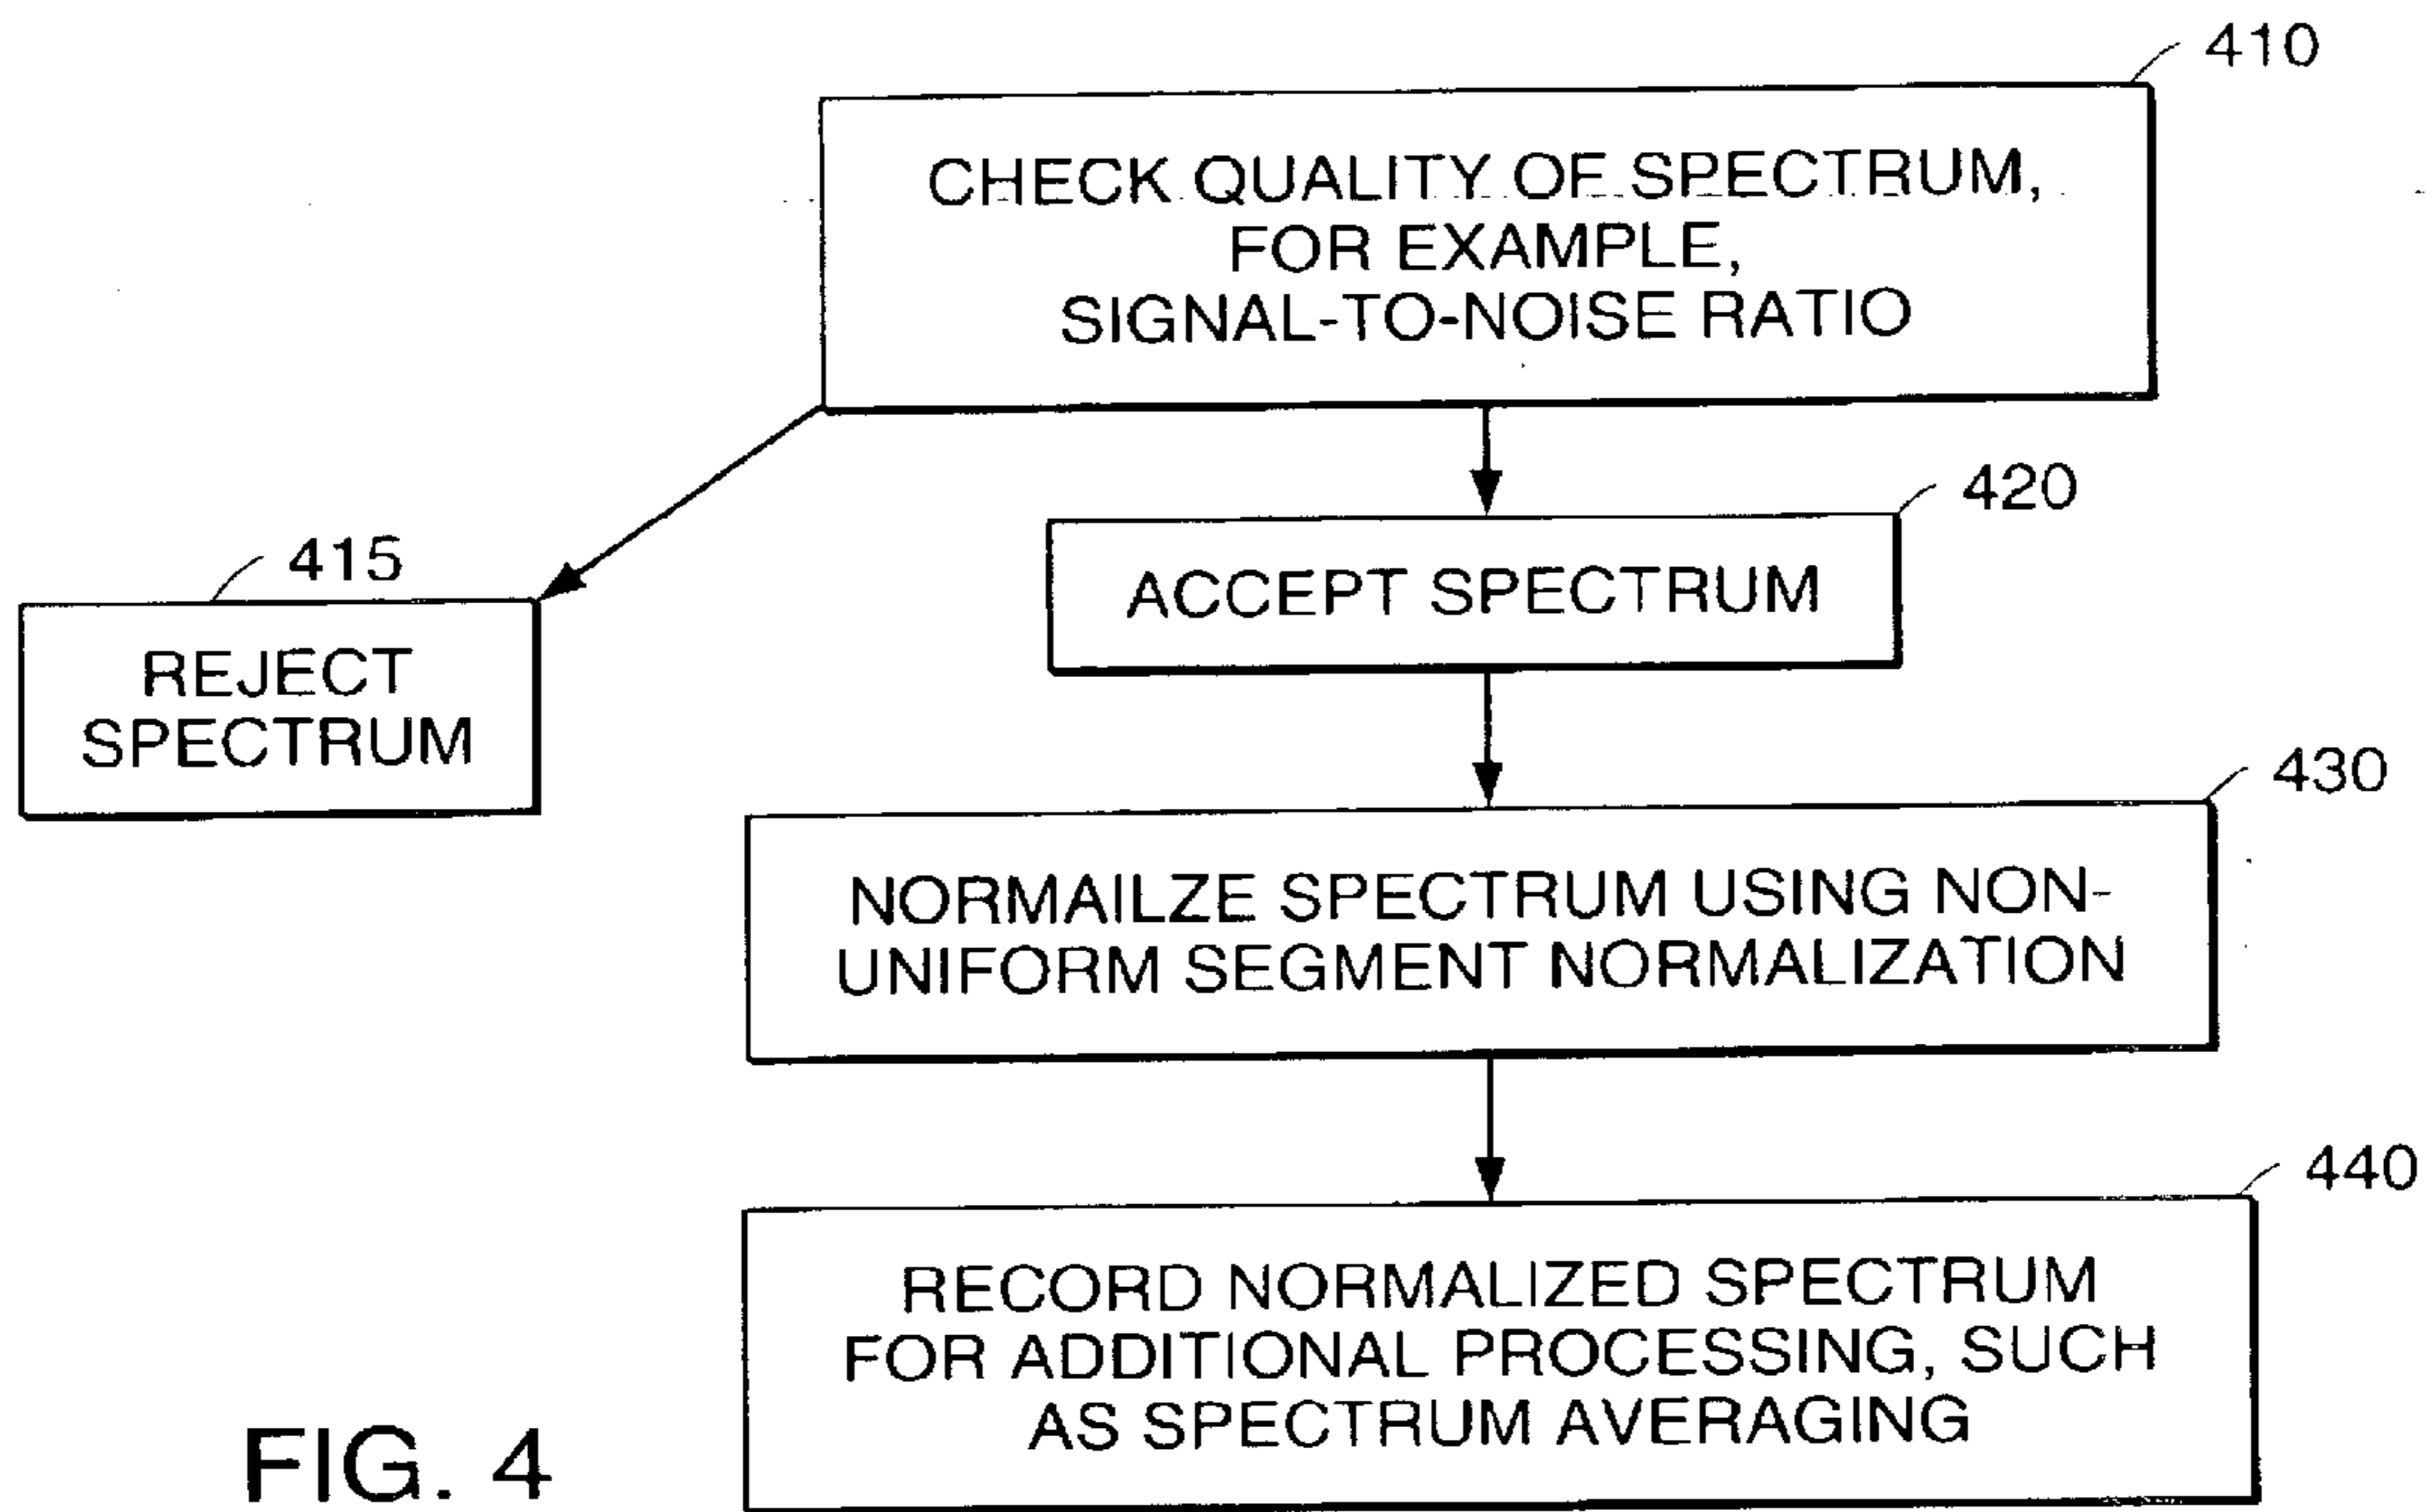 410
CHECK QUALITY OF SPECTRUM,
FOR EXAMPLE,
SIGNAL-TO-NOISE RATIO
420
ACCEPT SPECTRUM
415
REJECT
SPECTRUM
430
NORMAILZE SPECTRUM USING NON-
UNIFORM SEGMENT NORMALIZATION
440
RECORD NORMALIZED SPECTRUM
FOR ADDITIONAL PROCESSING, SUCH
AS SPECTRUM AVERAGING
FIG. 4